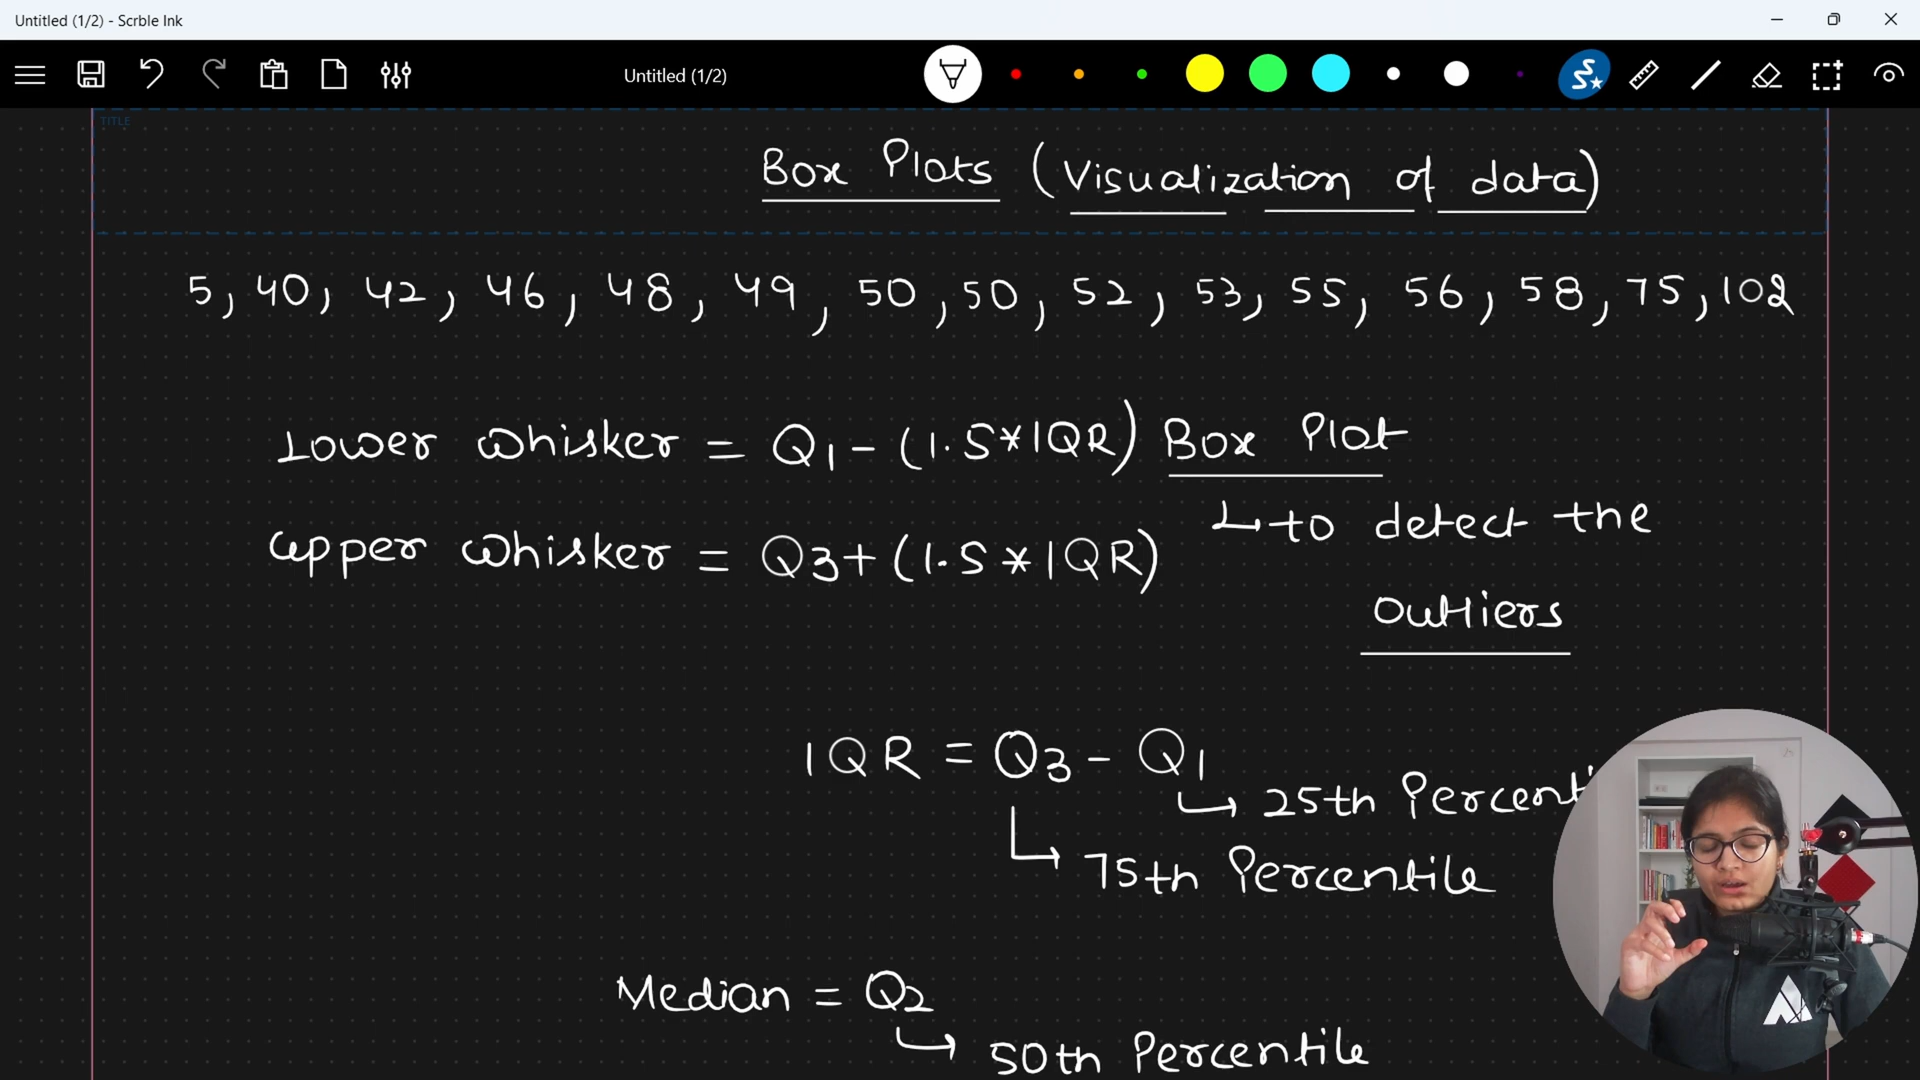 Untitled (1/2) - Scrble Ink
Untitled (1/2)
TITLE
Box Plots (Visualization of data)
5, 40, 42, 46, 48, 49, 50, 50, 52, 53, 55, 56, 58, 75, 102
Lower whisker = Q1 - (1.5*IQR)
Upper whisker = Q3 + (1.5*IQR)
Box Plot
↳ to detect the
Outliers
IQR = Q3 - Q1
↳ 25th Percenti
↳ 75th Percentile
Median = Q2
↳ 50th Percentile